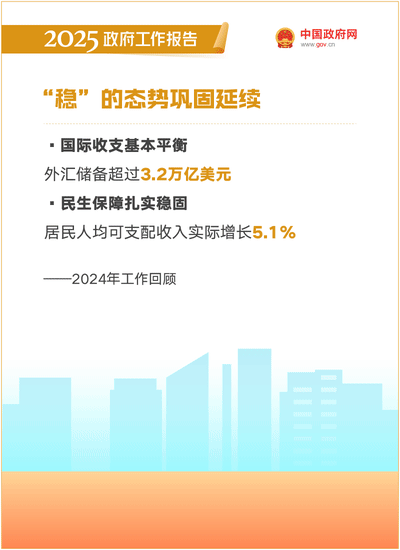 2025 政府工作报告
中国政府网
www.gov.cn
“稳”的态势巩固延续
▪国际收支基本平衡
外汇储备超过3.2万亿美元
▪民生保障扎实稳固
居民人均可支配收入实际增长5.1%
——2024年工作回顾